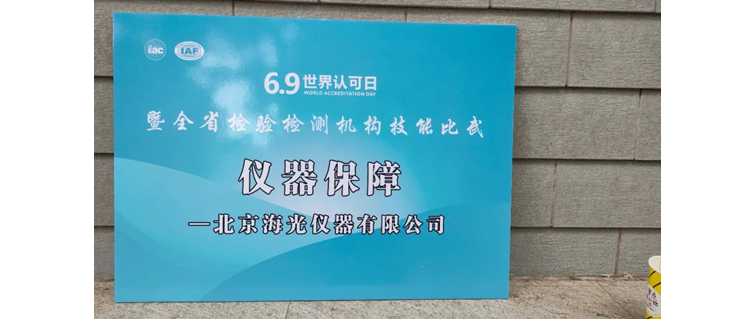 ilac
IAF
6.9世界认可日
WORLD ACCREDITATION DAY
暨全省检验检测机构技能比武
仪器保障
—北京海光仪器有限公司